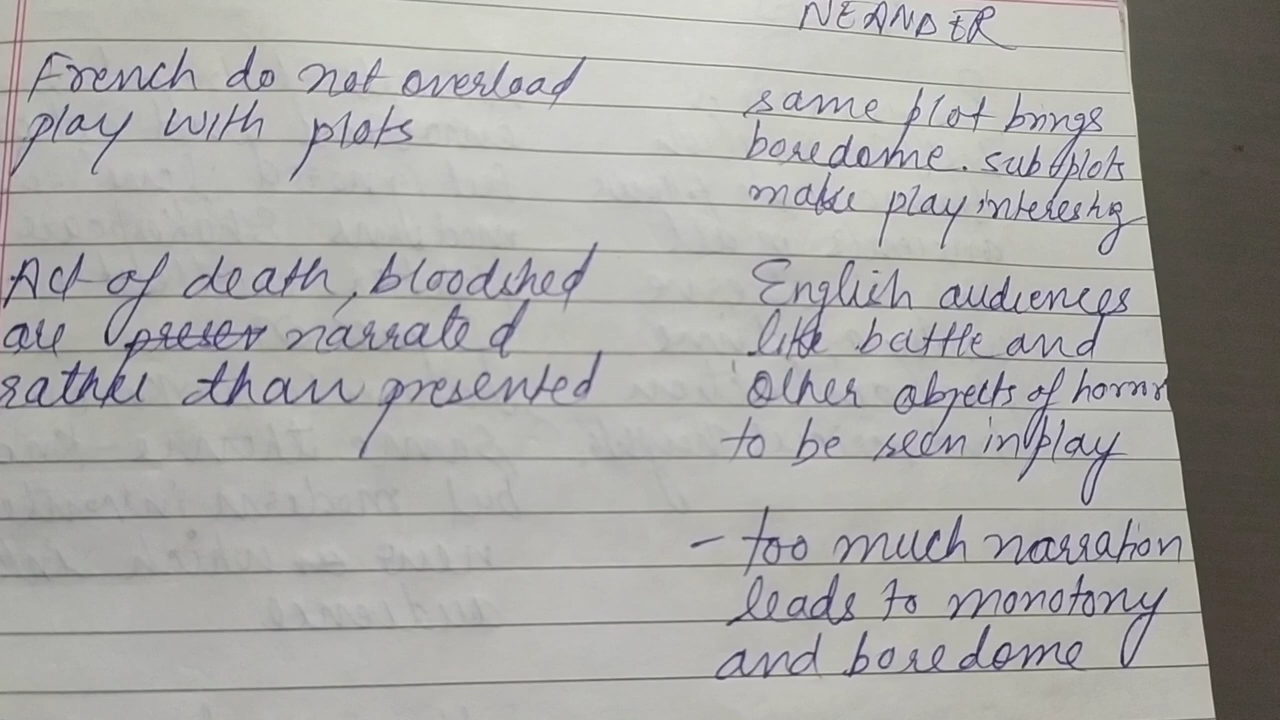 NEANDER
French do not overload
play with plots
same plot brings
boredome. subplots
make play interesting
Act of death, bloodshed
are preser narrated
rather than presented
English audiences
like battle and
Other objects of horror
to be seen in play
- too much narration
leads to monotony
and boredome